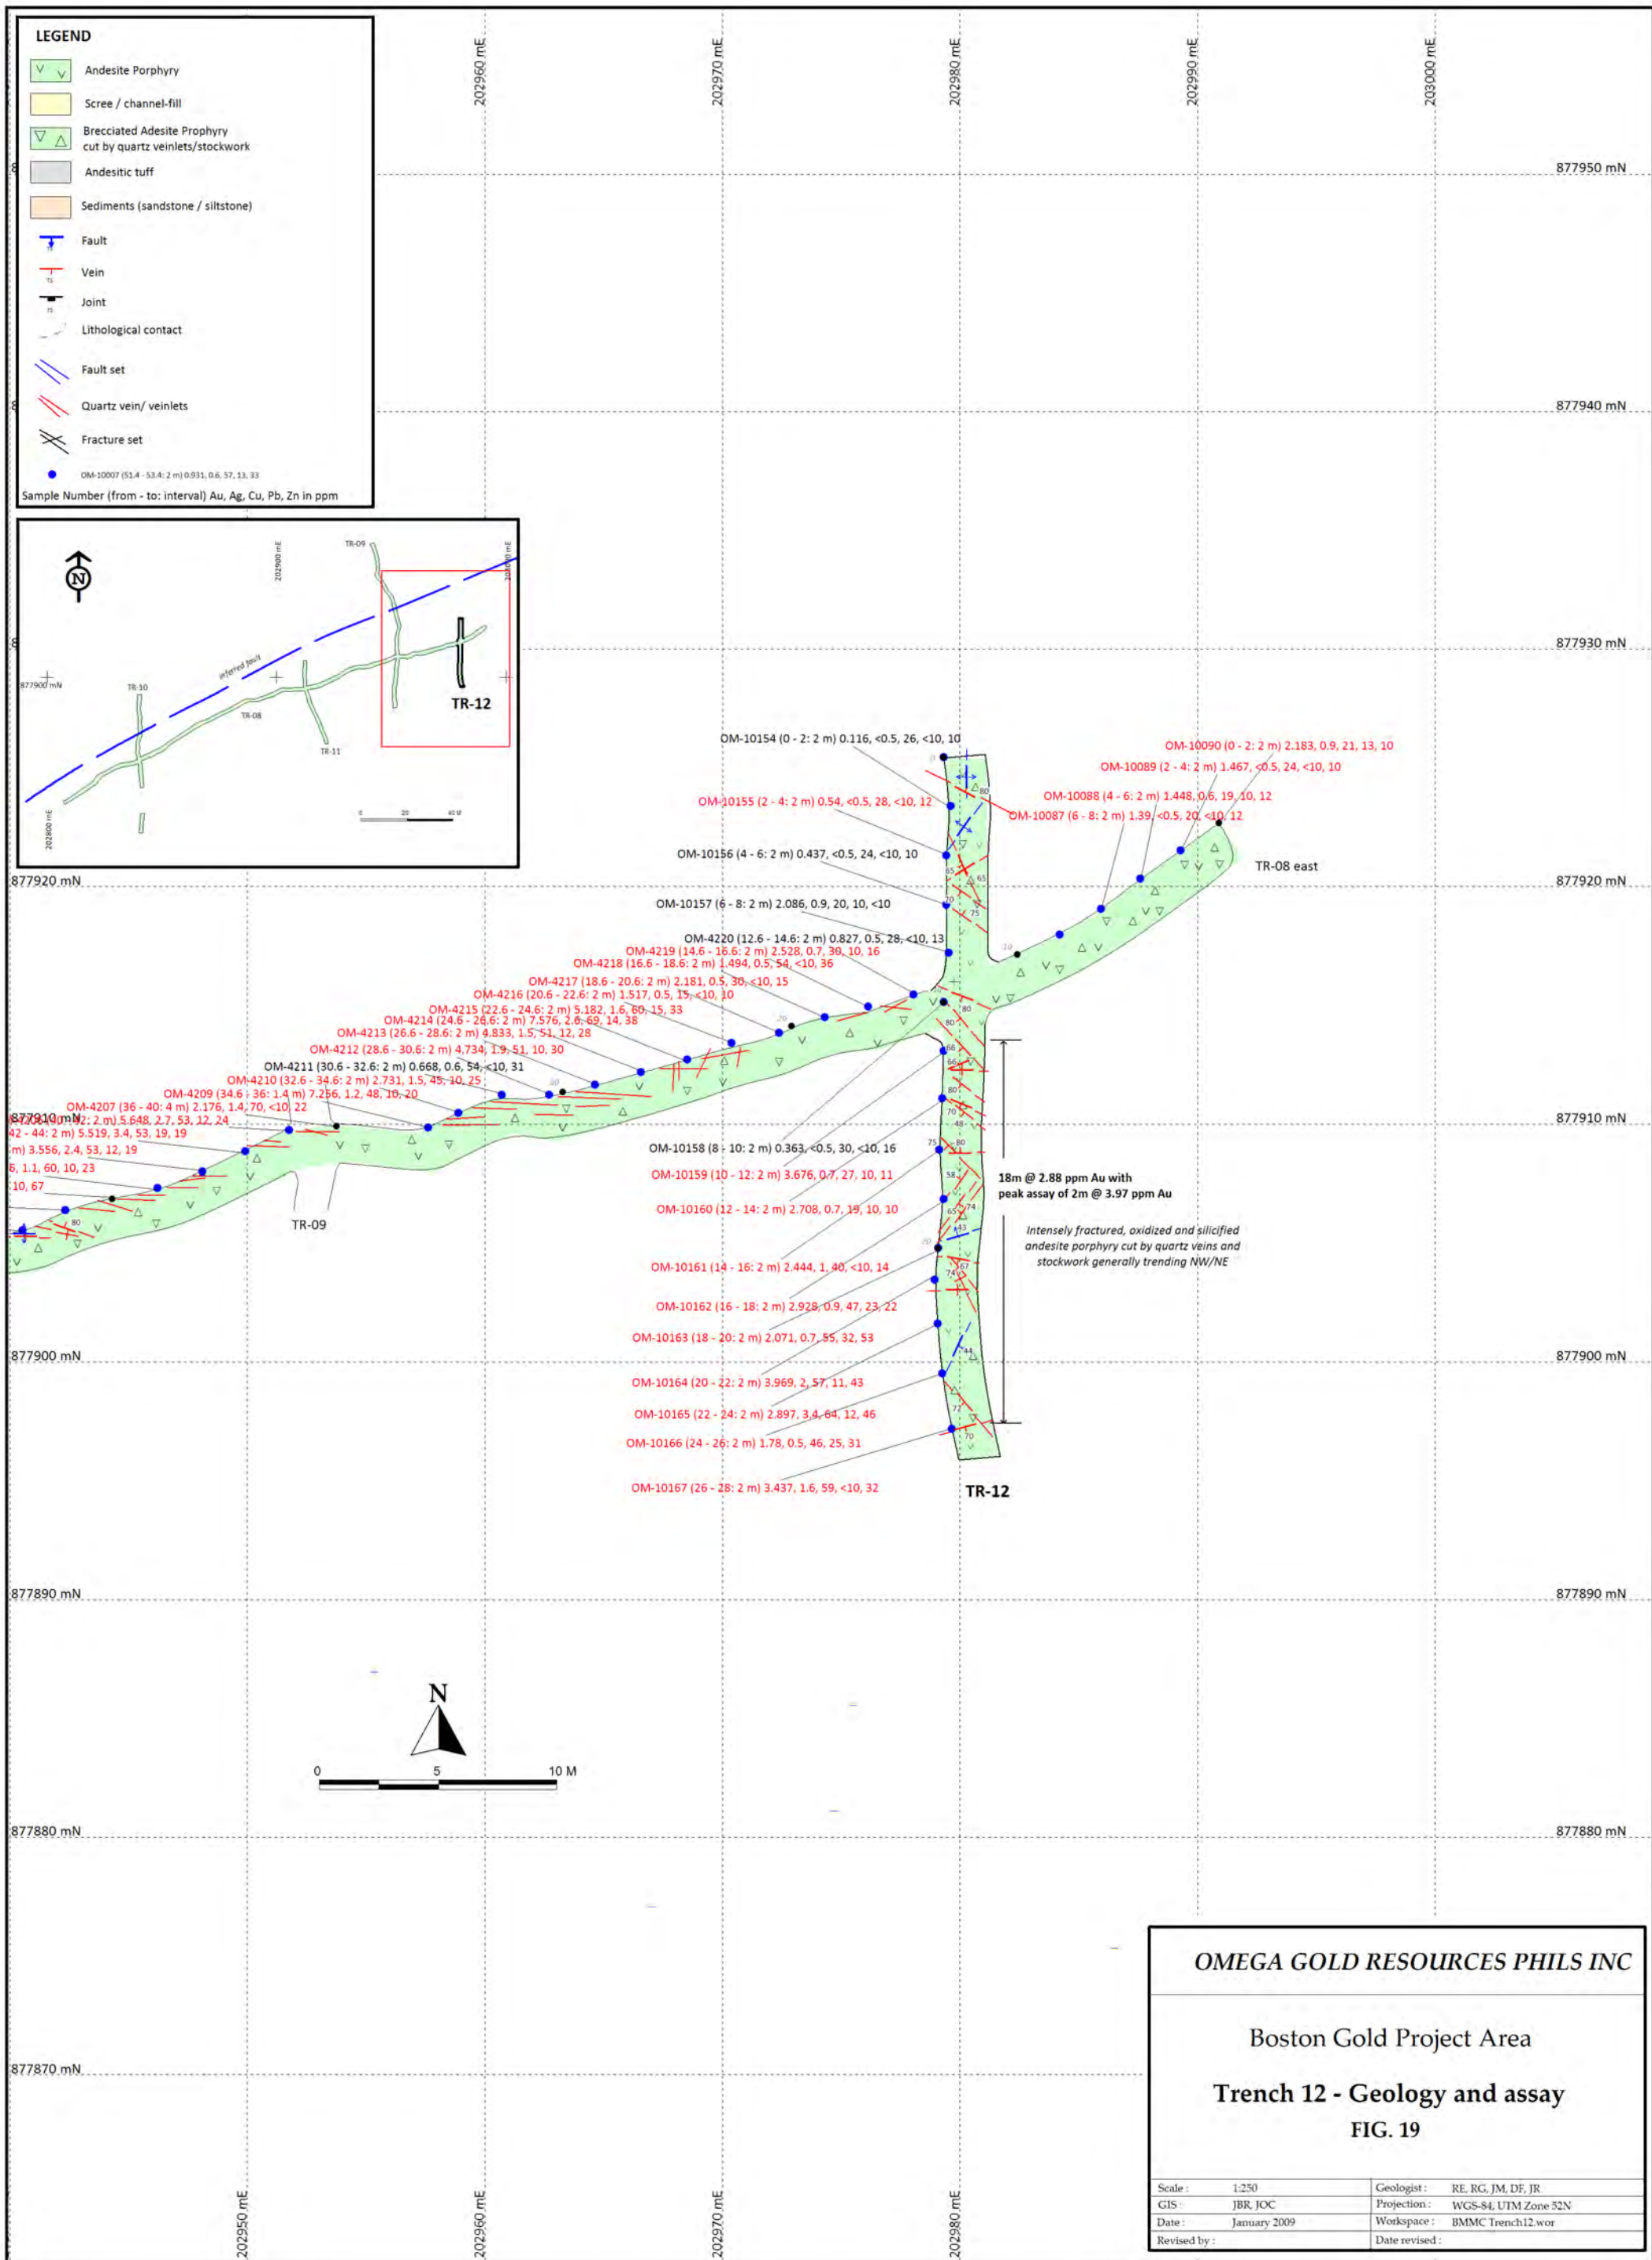 LEGEND
Andesite Porphyry
Scree / channel-fill
Brecciated Adesite Prophyry
cut by quartz veinlets/stockwork
Andesitic tuff
Sediments (sandstone / siltstone)
Fault
Vein
Joint
Lithological contact
Fault set
Quartz vein/ veinlets
Fracture set
OM-10007 (51.4 - 53.4: 2 m) 0.931, 0.6, 57, 13, 33
Sample Number (from - to: interval) Au, Ag, Cu, Pb, Zn in ppm
202960 mE
202970 mE
202980 mE
202990 mE
203000 mE
877950 mN
877940 mN
877930 mN
N
TR-09
202900 mE
inferred fault
877900 mN
TR-10
TR-08
TR-11
TR-12
202800 mE
0 20 40 M
OM-10154 (0 - 2: 2 m) 0.116, <0.5, 26, <10, 10
OM-10090 (0 - 2: 2 m) 2.183, 0.9, 21, 13, 10
OM-10089 (2 - 4: 2 m) 1.467, <0.5, 24, <10, 10
OM-10088 (4 - 6: 2 m) 1.448, 0.6, 19, 10, 12
OM-10155 (2 - 4: 2 m) 0.54, <0.5, 28, <10, 12
OM-10087 (6 - 8: 2 m) 1.39, <0.5, 20, <10, 12
OM-10156 (4 - 6: 2 m) 0.437, <0.5, 24, <10, 10
TR-08 east
877920 mN
877920 mN
OM-10157 (6 - 8: 2 m) 2.086, 0.9, 20, 10, <10
OM-4220 (12.6 - 14.6: 2 m) 0.827, 0.5, 28, <10, 13
OM-4219 (14.6 - 16.6: 2 m) 2.528, 0.7, 30, 10, 16
OM-4218 (16.6 - 18.6: 2 m) 1.494, 0.5, 54, <10, 36
OM-4217 (18.6 - 20.6: 2 m) 2.181, 0.5, 30, <10, 15
OM-4216 (20.6 - 22.6: 2 m) 1.517, 0.5, 15, <10, 10
OM-4215 (22.6 - 24.6: 2 m) 5.182, 1.6, 60, 15, 33
OM-4214 (24.6 - 26.6: 2 m) 7.576, 2.6, 69, 14, 38
OM-4213 (26.6 - 28.6: 2 m) 4.833, 1.5, 51, 12, 28
OM-4212 (28.6 - 30.6: 2 m) 4.734, 1.9, 51, 10, 30
OM-4211 (30.6 - 32.6: 2 m) 0.668, 0.6, 54, <10, 31
OM-4210 (32.6 - 34.6: 2 m) 2.731, 1.5, 45, 10, 25
OM-4209 (34.6 - 36: 1.4 m) 7.256, 1.2, 48, 10, 20
OM-4207 (36 - 40: 4 m) 2.176, 1.4, 70, <10, 22
877910 mN
42: 2 m) 5.648, 2.7, 53, 12, 24
877910 mN
42 - 44: 2 m) 5.519, 3.4, 53, 19, 19
m) 3.556, 2.4, 53, 12, 19
1.1, 60, 10, 23
10, 67
TR-09
OM-10158 (8 - 10: 2 m) 0.363, <0.5, 30, <10, 16
OM-10159 (10 - 12: 2 m) 3.676, 0.7, 27, 10, 11
OM-10160 (12 - 14: 2 m) 2.708, 0.7, 19, 10, 10
OM-10161 (14 - 16: 2 m) 2.444, 1, 40, <10, 14
OM-10162 (16 - 18: 2 m) 2.928, 0.9, 47, 23, 22
OM-10163 (18 - 20: 2 m) 2.071, 0.7, 55, 32, 53
OM-10164 (20 - 22: 2 m) 3.969, 2, 57, 11, 43
OM-10165 (22 - 24: 2 m) 2.897, 3.4, 64, 12, 46
OM-10166 (24 - 26: 2 m) 1.78, 0.5, 46, 25, 31
OM-10167 (26 - 28: 2 m) 3.437, 1.6, 59, <10, 32
18m @ 2.88 ppm Au with
peak assay of 2m @ 3.97 ppm Au
Intensely fractured, oxidized and silicified
andesite porphyry cut by quartz veins and
stockwork generally trending NW/NE
877900 mN
877900 mN
TR-12
877890 mN
877890 mN
N
0 5 10 M
877880 mN
877880 mN
877870 mN
202950 mE
202960 mE
202970 mE
202980 mE
OMEGA GOLD RESOURCES PHILS INC
Boston Gold Project Area
Trench 12 - Geology and assay
FIG. 19
Scale : 1:250 Geologist : RE, RG, JM, DF, JR
GIS : JBR, JOC Projection : WGS-84, UTM Zone 52N
Date : January 2009 Workspace : BMMC Trench12.wor
Revised by : Date revised :